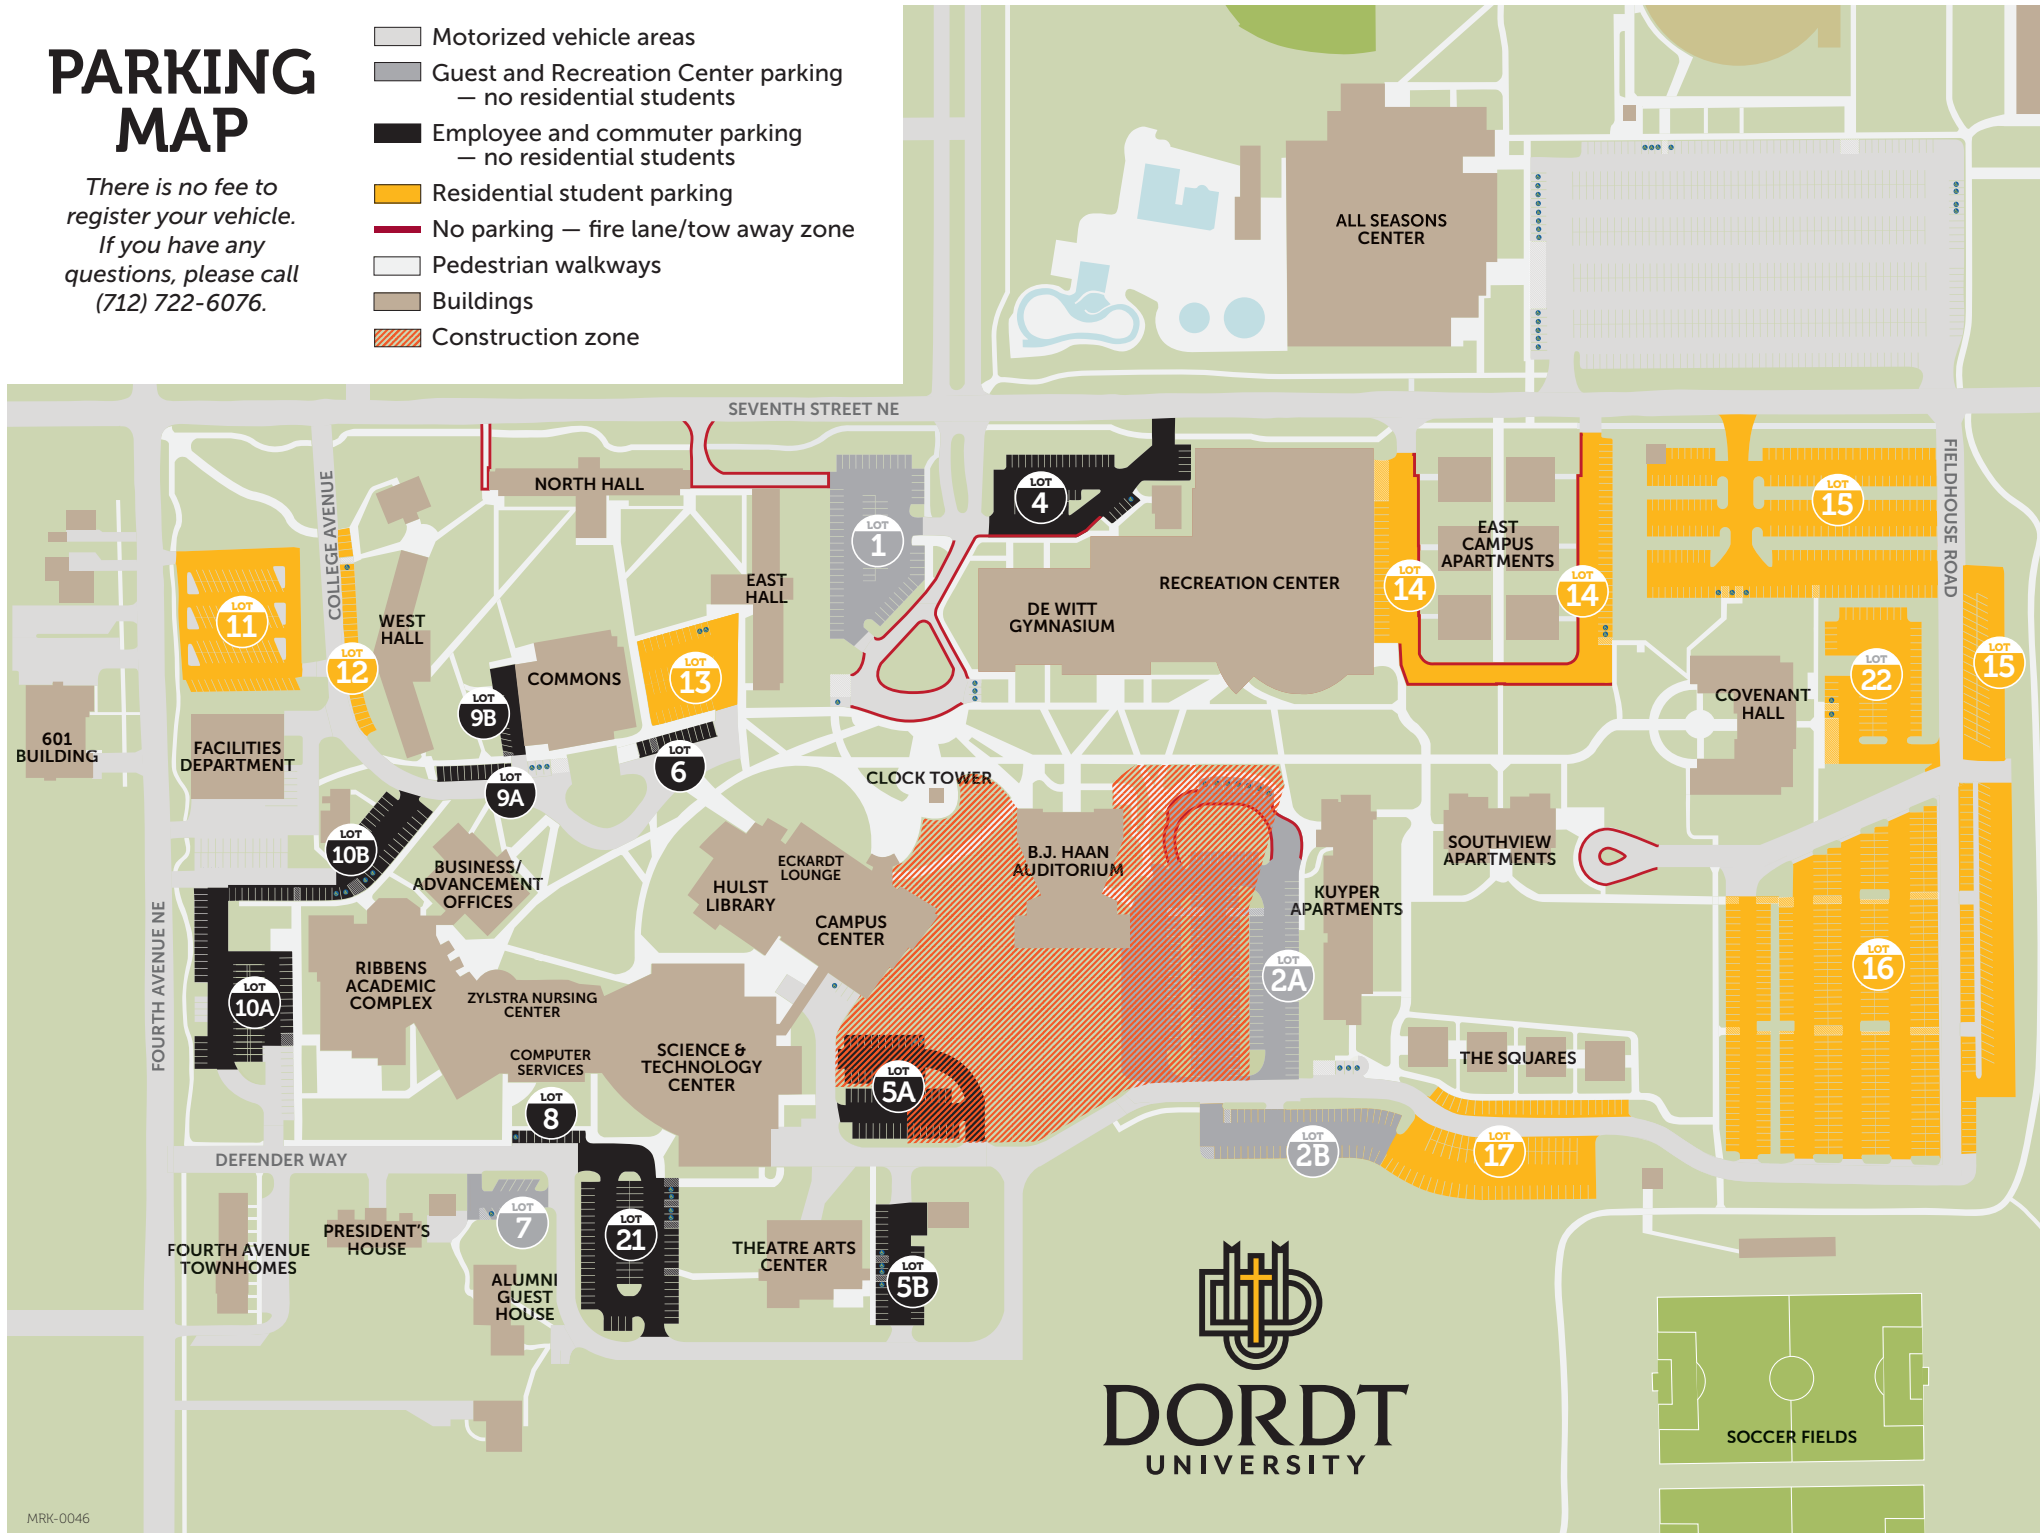 PARKING
MAP
There is no fee to
register your vehicle.
If you have any
questions, please call
(712) 722-6076.
Motorized vehicle areas
Guest and Recreation Center parking
— no residential students
Employee and commuter parking
— no residential students
Residential student parking
No parking — fire lane/tow away zone
Pedestrian walkways
Buildings
Construction zone
ALL SEASONS
CENTER
SEVENTH STREET NE
COLLEGE AVENUE
FIELDHOUSE ROAD
FOURTH AVENUE NE
NORTH HALL
LOT
1
LOT
4
EAST
CAMPUS
APARTMENTS
LOT
15
RECREATION CENTER
LOT
14
LOT
14
EAST
HALL
DE WITT
GYMNASIUM
LOT
11
WEST
HALL
LOT
12
COMMONS
LOT
13
LOT
9B
LOT
22
LOT
15
COVENANT
HALL
601
BUILDING
FACILITIES
DEPARTMENT
LOT
6
LOT
9A
CLOCK TOWER
LOT
10B
BUSINESS/
ADVANCEMENT
OFFICES
ECKARDT
LOUNGE
HULST
LIBRARY
CAMPUS
CENTER
B.J. HAAN
AUDITORIUM
KUYPER
APARTMENTS
SOUTHVIEW
APARTMENTS
LOT
16
LOT
2A
LOT
10A
RIBBENS
ACADEMIC
COMPLEX
ZYLSTRA NURSING
CENTER
COMPUTER
SERVICES
SCIENCE &
TECHNOLOGY
CENTER
LOT
5A
THE SQUARES
LOT
8
DEFENDER WAY
LOT
2B
LOT
17
LOT
7
LOT
21
PRESIDENT'S
HOUSE
FOURTH AVENUE
TOWNHOMES
ALUMNI
GUEST
HOUSE
THEATRE ARTS
CENTER
LOT
5B
DORDT
UNIVERSITY
SOCCER FIELDS
MRK-0046